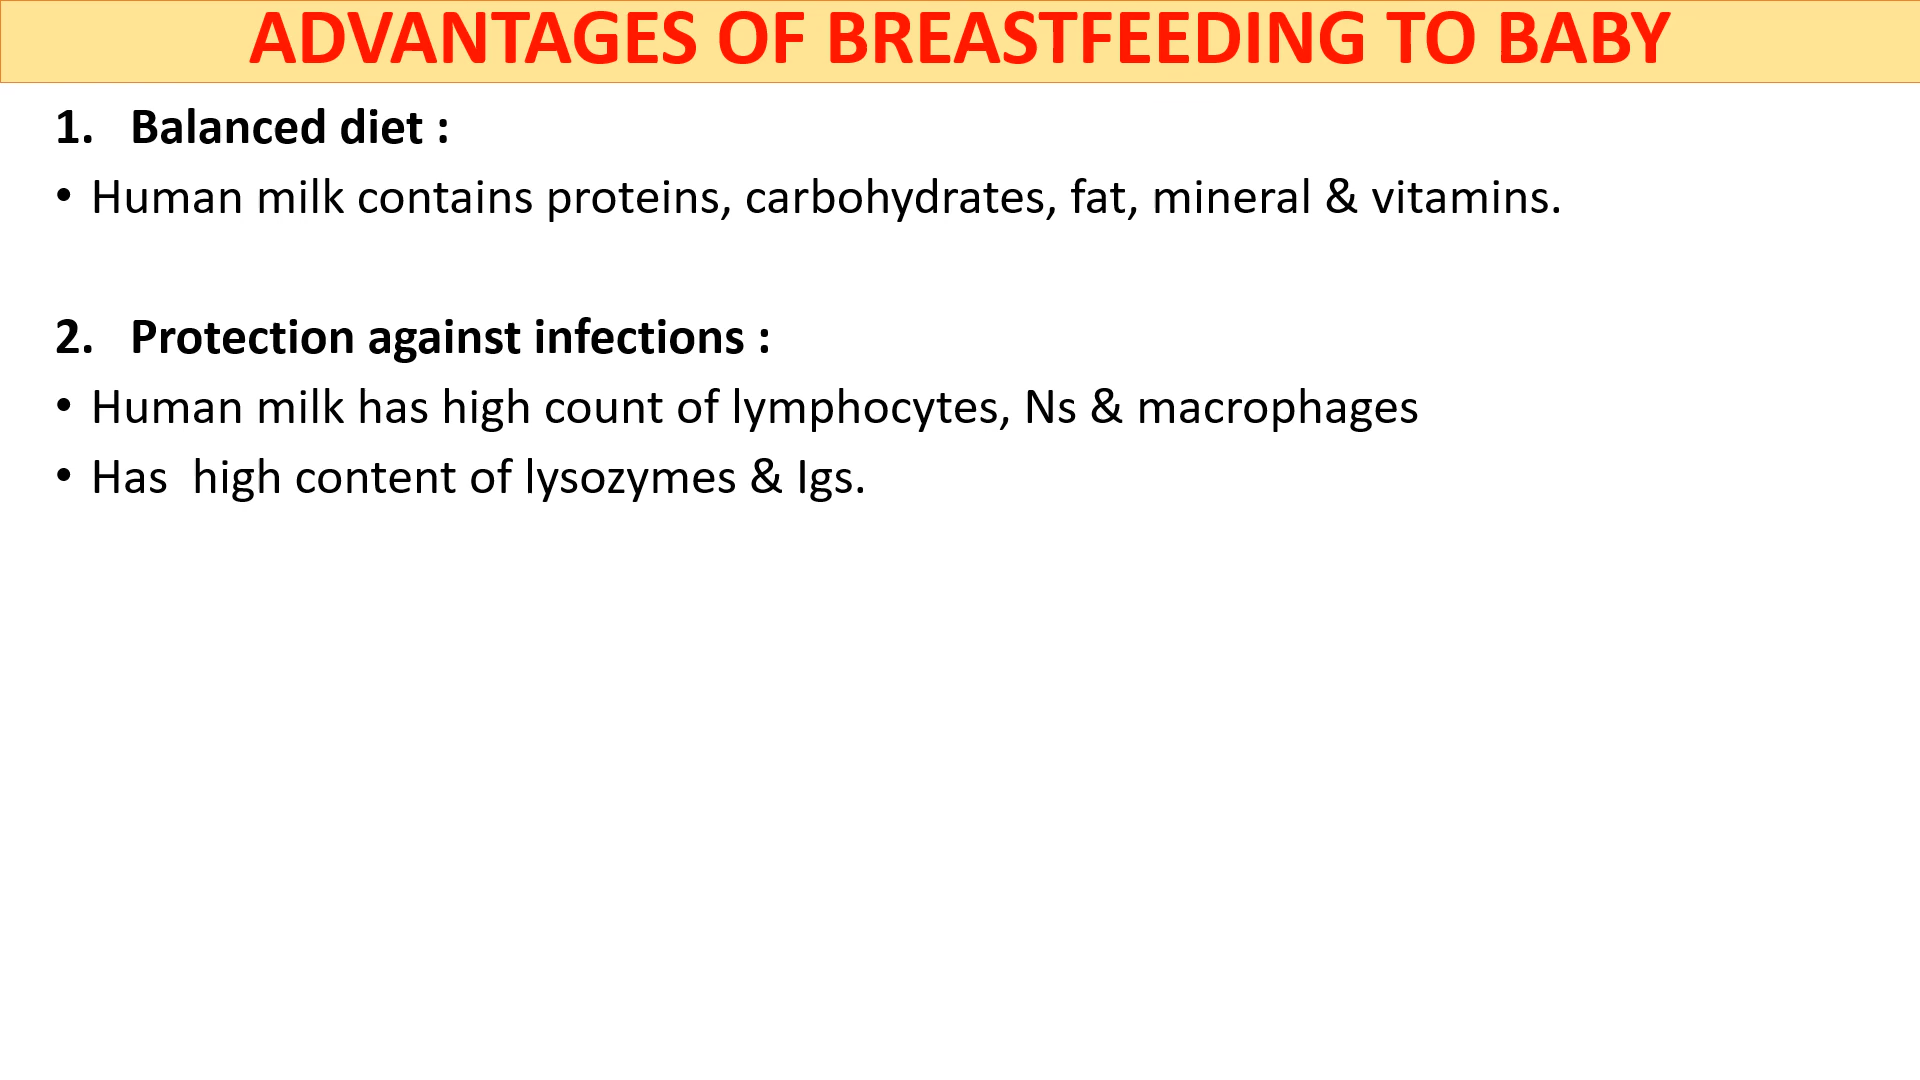 ADVANTAGES OF BREASTFEEDING TO BABY
1. Balanced diet :
• Human milk contains proteins, carbohydrates, fat, mineral & vitamins.
2. Protection against infections :
• Human milk has high count of lymphocytes, Ns & macrophages
• Has  high content of lysozymes & Igs.